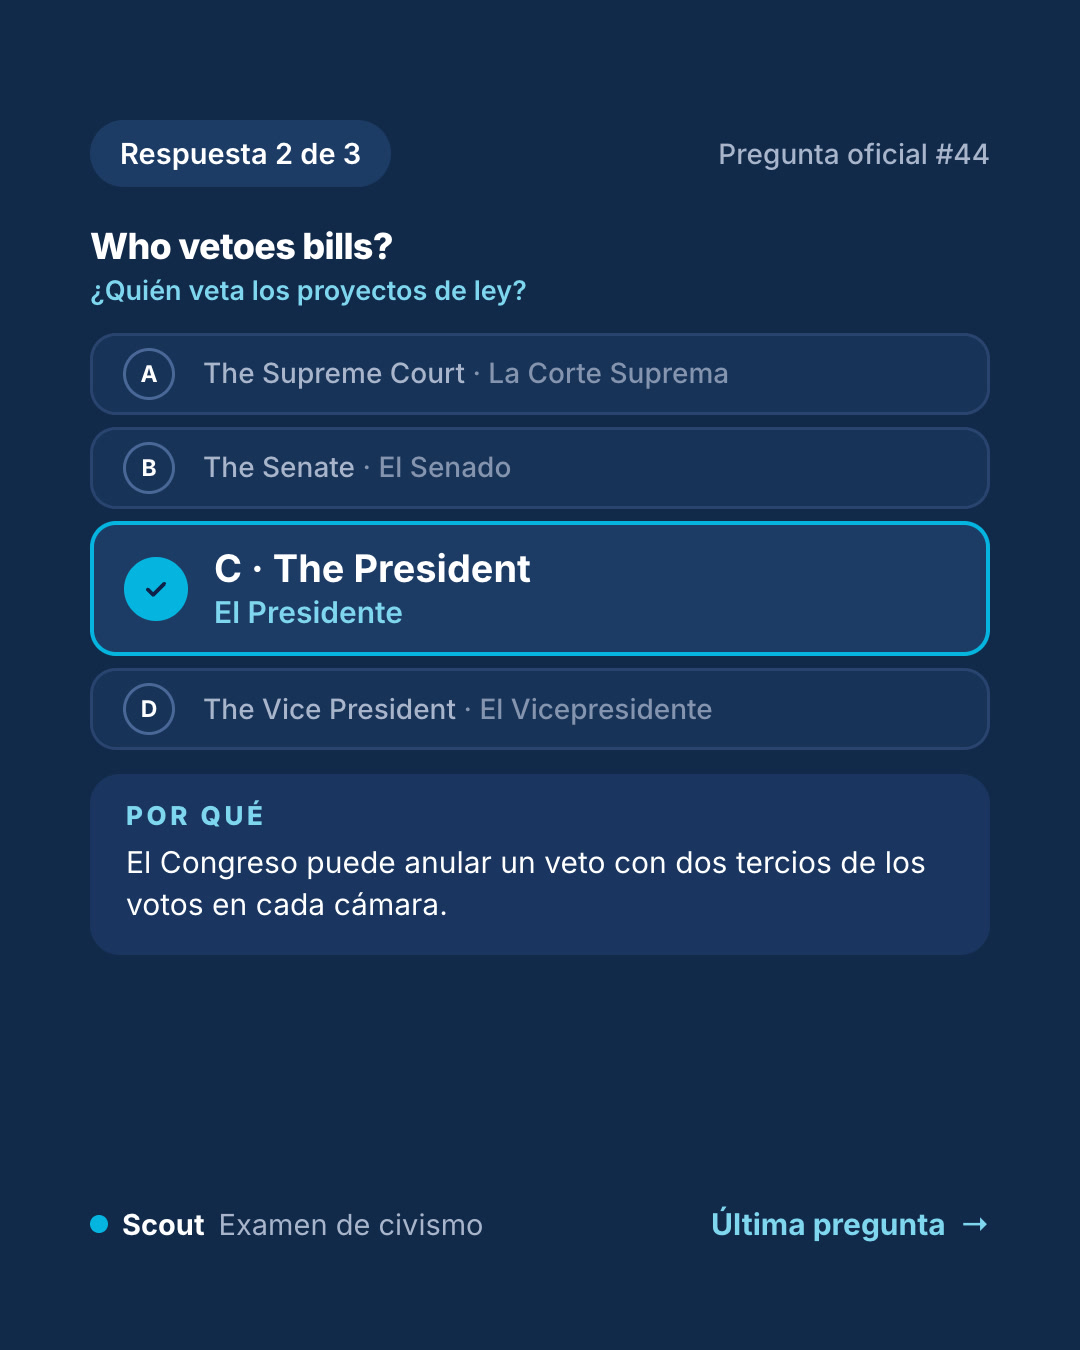 Respuesta 2 de 3
Pregunta oficial #44
Who vetoes bills?
¿Quién veta los proyectos de ley?
A The Supreme Court · La Corte Suprema
B The Senate · El Senado
C · The President
El Presidente
D The Vice President · El Vicepresidente
POR QUÉ
El Congreso puede anular un veto con dos tercios de los
votos en cada cámara.
Scout Examen de civismo
Última pregunta →